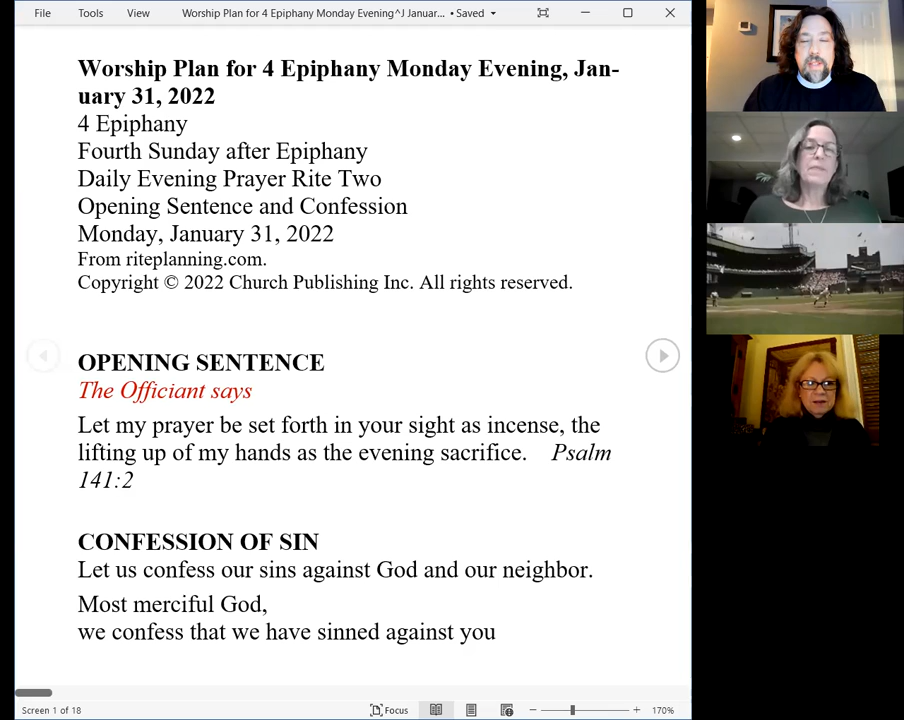 File Tools View Worship Plan for 4 Epiphany Monday Evening^J Januar... • Saved
Worship Plan for 4 Epiphany Monday Evening, Jan-
uary 31, 2022
4 Epiphany
Fourth Sunday after Epiphany
Daily Evening Prayer Rite Two
Opening Sentence and Confession
Monday, January 31, 2022
From riteplanning.com.
Copyright © 2022 Church Publishing Inc. All rights reserved.
OPENING SENTENCE
The Officiant says
Let my prayer be set forth in your sight as incense, the
lifting up of my hands as the evening sacrifice. Psalm
141:2
CONFESSION OF SIN
Let us confess our sins against God and our neighbor.
Most merciful God,
we confess that we have sinned against you
Screen 1 of 18 Focus 170%